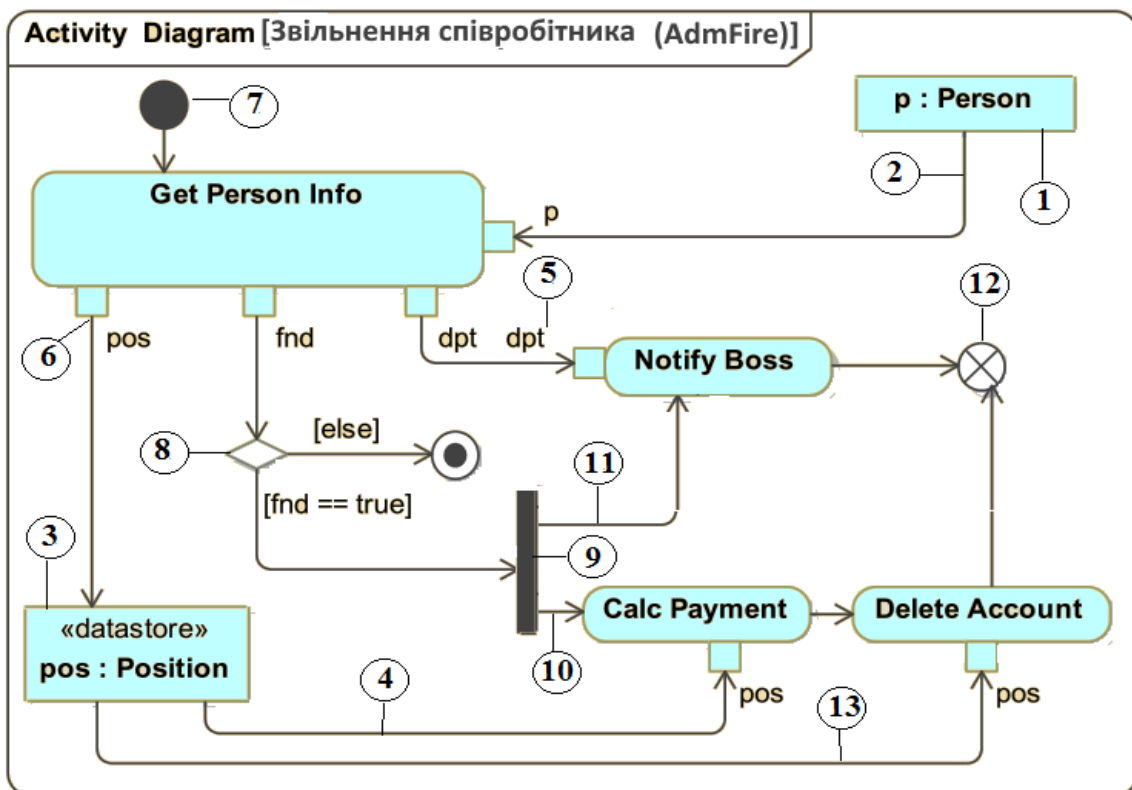 Activity Diagram [Звільнення співробітника (AdmFire)]
7
p : Person
2
1
Get Person Info
p
5
12
6
pos
fnd
dpt
dpt
Notify Boss
8
[else]
11
[fnd == true]
3
9
«datastore»
pos : Position
Calc Payment
Delete Account
10
4
pos
13
pos